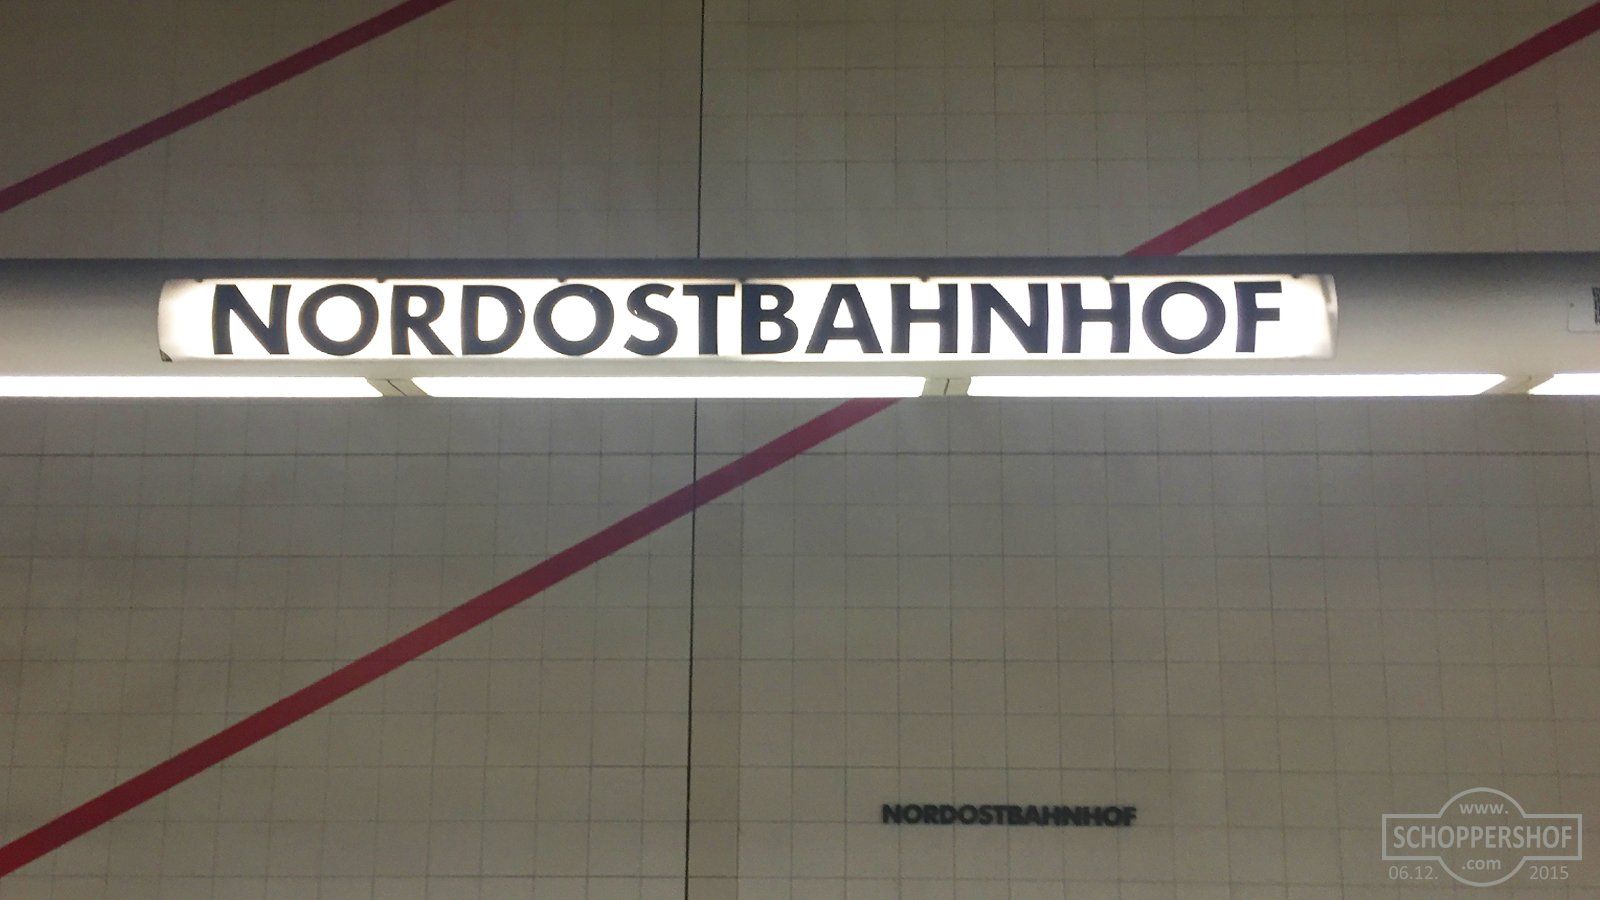 NORDOSTBAHNHOF
NORDOSTBAHNHOF
www.
SCHOPPERSHOF
.com
06.12. 2015